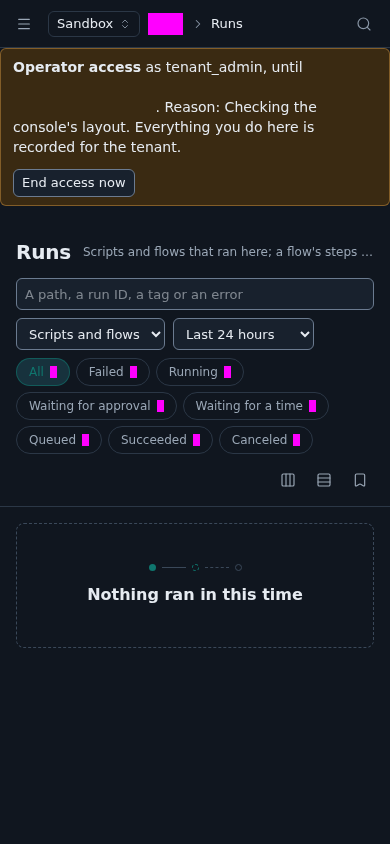 Sandbox
Runs
Operator access as tenant_admin, until
. Reason: Checking the
console's layout. Everything you do here is
recorded for the tenant.
End access now
Runs
Scripts and flows that ran here; a flow's steps …
A path, a run ID, a tag or an error
Scripts and flows
Last 24 hours
All
Failed
Running
Waiting for approval
Waiting for a time
Queued
Succeeded
Canceled
Nothing ran in this time